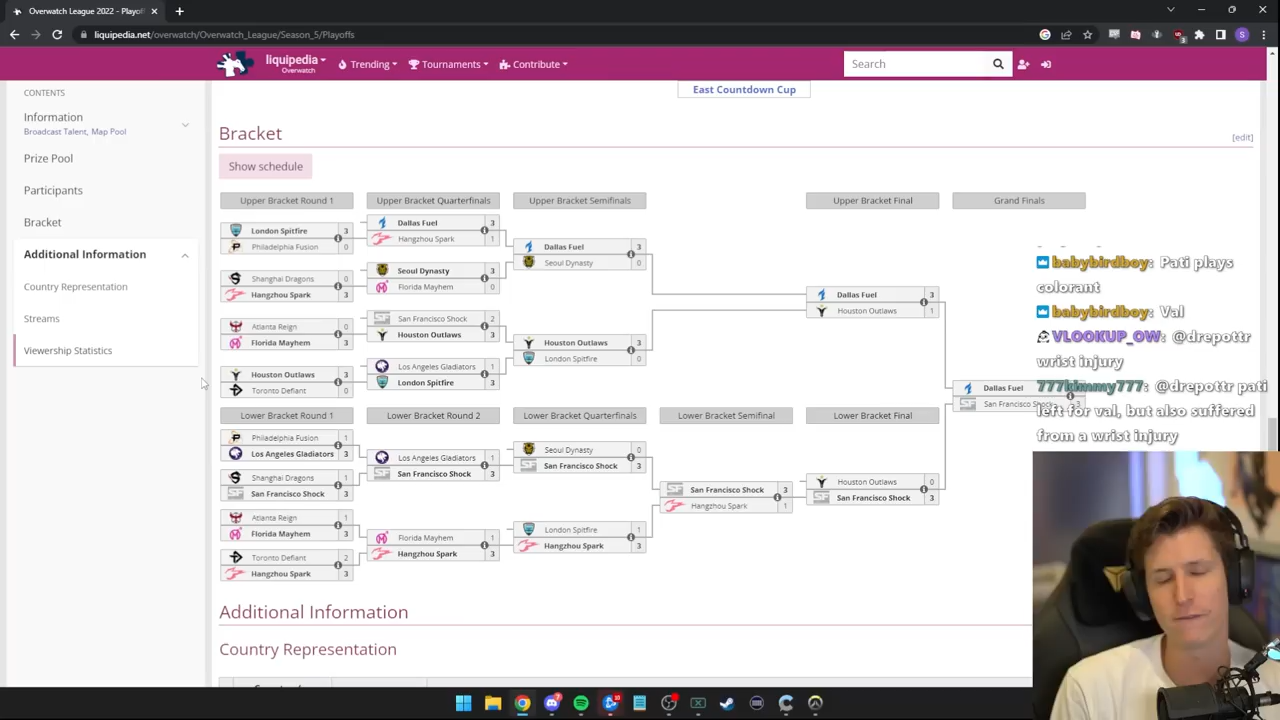 Overwatch League 2022 - Playoff
liquipedia.net/overwatch/Overwatch_League/Season_5/Playoffs
liquipedia
Overwatch
Trending
Tournaments
Contribute
Search
CONTENTS
Information
Broadcast Talent, Map Pool
Prize Pool
Participants
Bracket
Additional Information
Country Representation
Streams
Viewership Statistics
East Countdown Cup
Bracket
[edit]
Show schedule
Upper Bracket Round 1
Upper Bracket Quarterfinals
Upper Bracket Semifinals
Upper Bracket Final
Grand Finals
London Spitfire 3
Philadelphia Fusion 0
Shanghai Dragons 0
Hangzhou Spark 3
Atlanta Reign 0
Florida Mayhem 3
Houston Outlaws 3
Toronto Defiant 0
Dallas Fuel 3
Hangzhou Spark 1
Seoul Dynasty 3
Florida Mayhem 0
San Francisco Shock 2
Houston Outlaws 3
Los Angeles Gladiators 1
London Spitfire 3
Dallas Fuel 3
Seoul Dynasty 0
Houston Outlaws 3
London Spitfire 0
Dallas Fuel 3
Houston Outlaws 1
Dallas Fuel
San Francisco Shock
Lower Bracket Round 1
Lower Bracket Round 2
Lower Bracket Quarterfinals
Lower Bracket Semifinal
Lower Bracket Final
Philadelphia Fusion 1
Los Angeles Gladiators 3
Shanghai Dragons 1
San Francisco Shock 3
Atlanta Reign 1
Florida Mayhem 3
Toronto Defiant 2
Hangzhou Spark 3
Los Angeles Gladiators 1
San Francisco Shock 3
Florida Mayhem 1
Hangzhou Spark 3
Seoul Dynasty 0
San Francisco Shock 3
London Spitfire 1
Hangzhou Spark 3
San Francisco Shock 3
Hangzhou Spark 1
Houston Outlaws 0
San Francisco Shock 3
Additional Information
Country Representation
babybirdboy: Pati plays
colorant
babybirdboy: Val
VLOOKUP_OW: @drepottr
wrist injury
777kimmy777: @drepottr pati
left for val, but also suffered
from a wrist injury